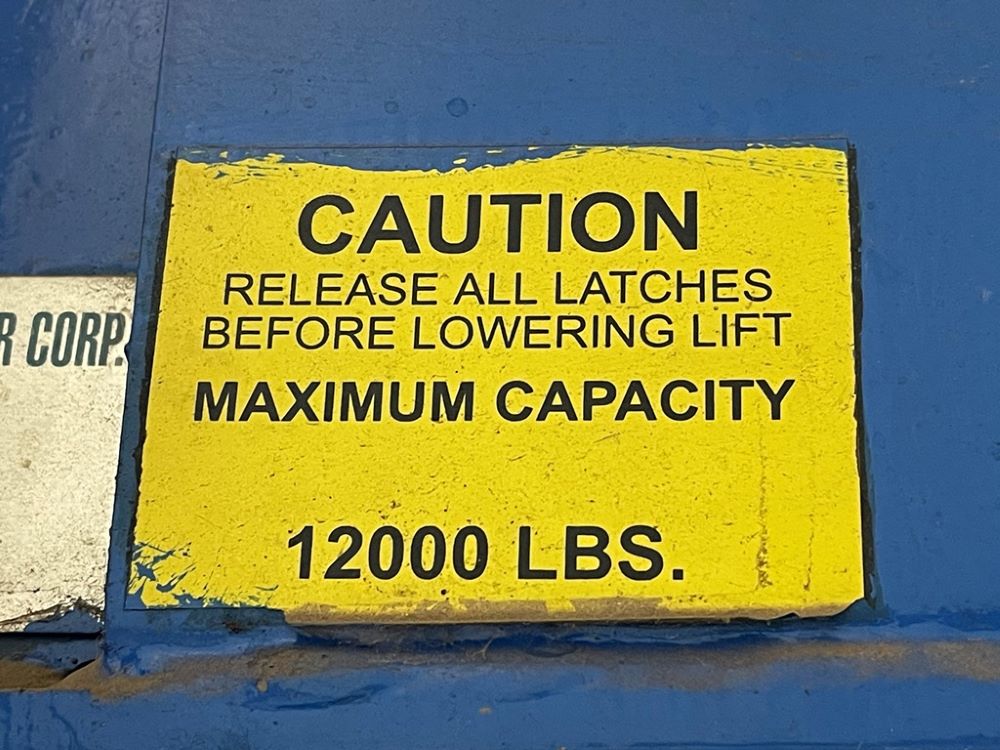 CAUTION
RELEASE ALL LATCHES
BEFORE LOWERING LIFT
MAXIMUM CAPACITY
12000 LBS.
R CORP.